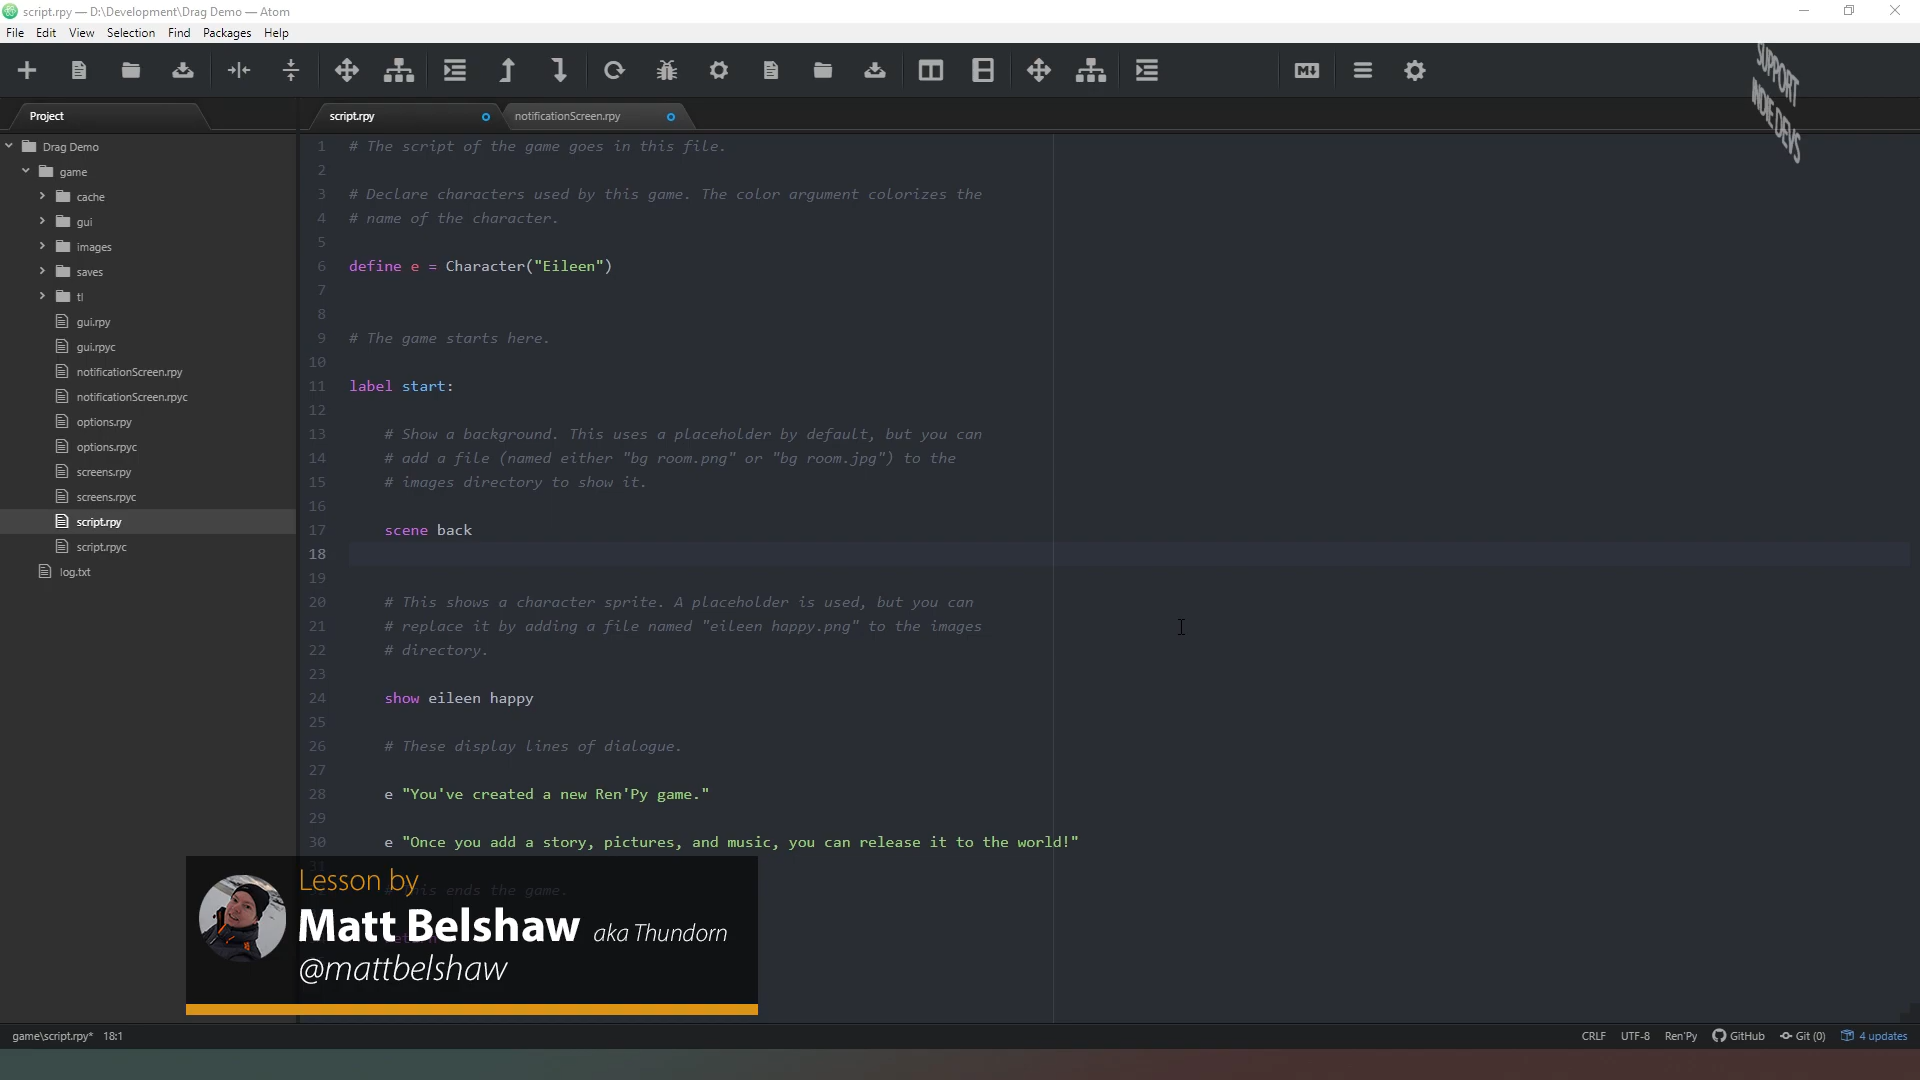 script.rpy — D:\Development\Drag Demo — Atom
File Edit View Selection Find Packages Help
SUPPORT
INDIE DEVS
Project
script.rpy
notificationScreen.rpy
Drag Demo
game
cache
gui
images
saves
tl
gui.rpy
gui.rpyc
notificationScreen.rpy
notificationScreen.rpyc
options.rpy
options.rpyc
screens.rpy
screens.rpyc
script.rpy
script.rpyc
log.txt
1 # The script of the game goes in this file.
2
3 # Declare characters used by this game. The color argument colorizes the
4 # name of the character.
5
6 define e = Character("Eileen")
7
8
9 # The game starts here.
10
11 label start:
12
13 # Show a background. This uses a placeholder by default, but you can
14 # add a file (named either "bg room.png" or "bg room.jpg") to the
15 # images directory to show it.
16
17 scene back
18
19
20 # This shows a character sprite. A placeholder is used, but you can
21 # replace it by adding a file named "eileen happy.png" to the images
22 # directory.
23
24 show eileen happy
25
26 # These display lines of dialogue.
27
28 e "You've created a new Ren'Py game."
29
30 e "Once you add a story, pictures, and music, you can release it to the world!"
31
ends the game.
Lesson by
Matt Belshaw aka Thundorn
@mattbelshaw
game\script.rpy* 18:1
CRLF UTF-8 Ren'Py GitHub Git (0) 4 updates